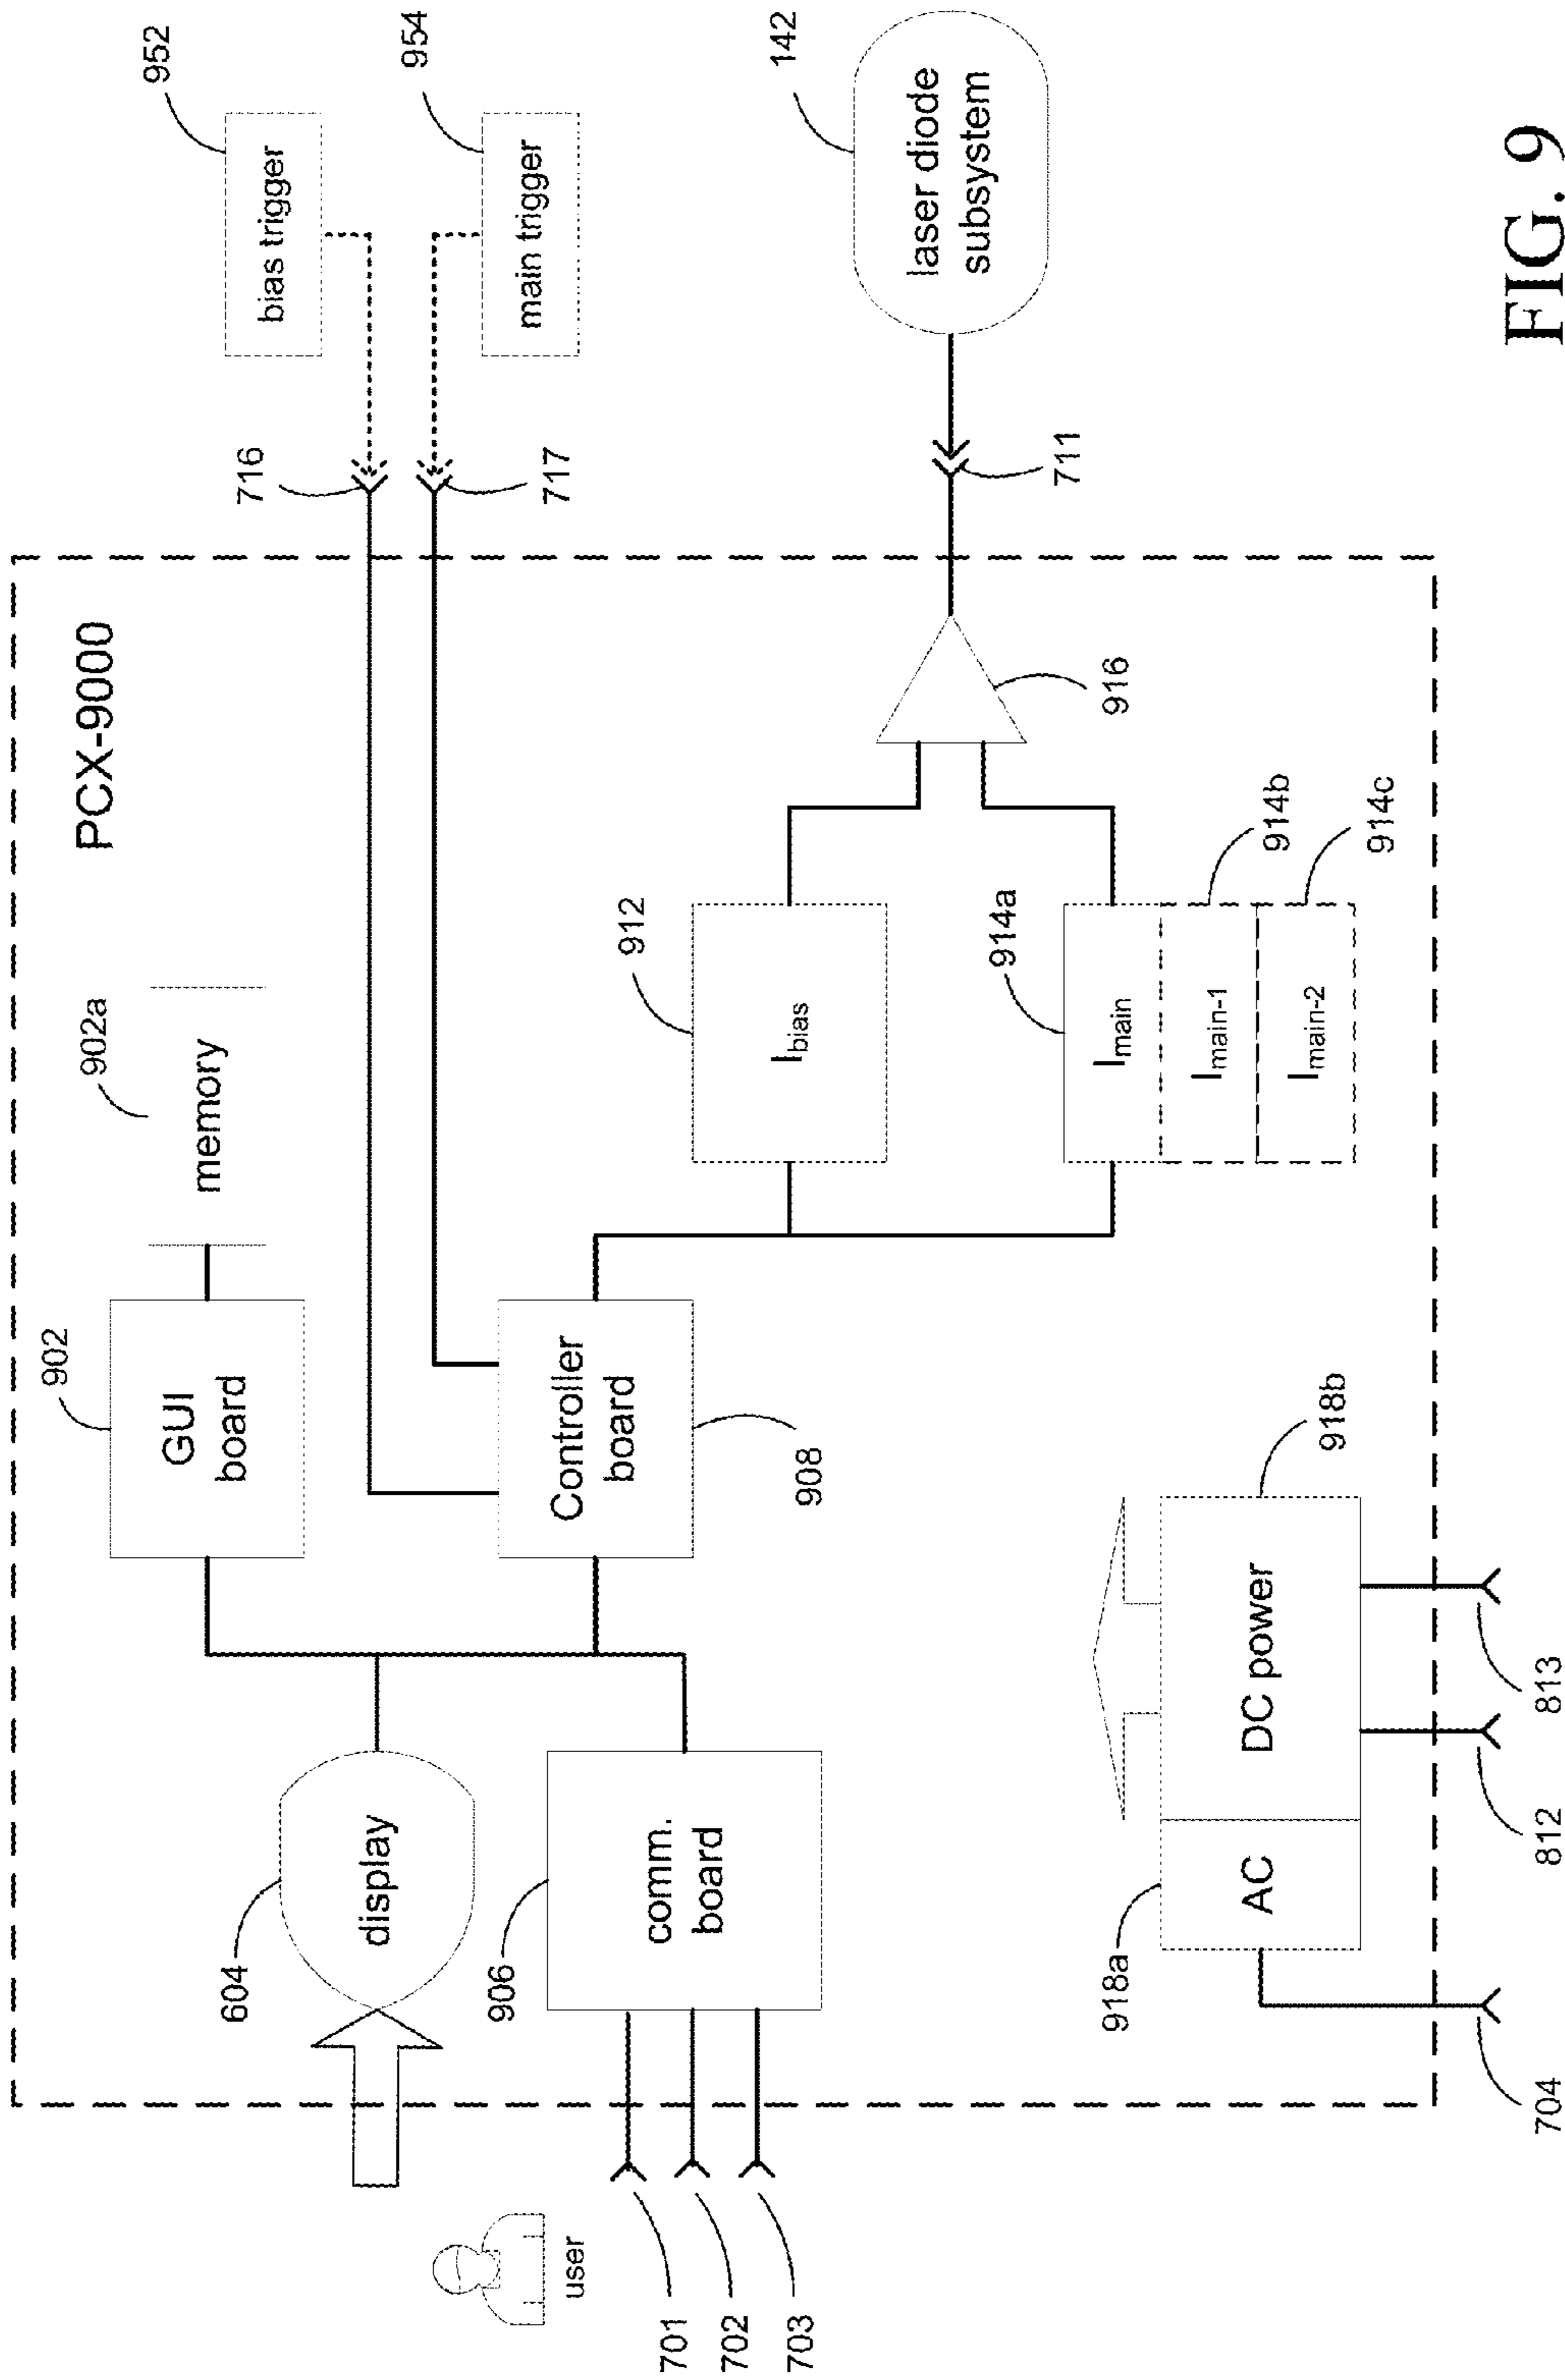 PCX-9000
952
bias trigger
954
main trigger
716
717
902
GUI
board
902a
memory
604
display
user
906
comm.
board
701
702
703
Controller
board
908
912
Ibias
914a
Imain
914b
Imain-1
914c
Imain-2
916
711
142
laser diode
subsystem
918a
AC
918b
DC power
704
812
813
FIG. 9